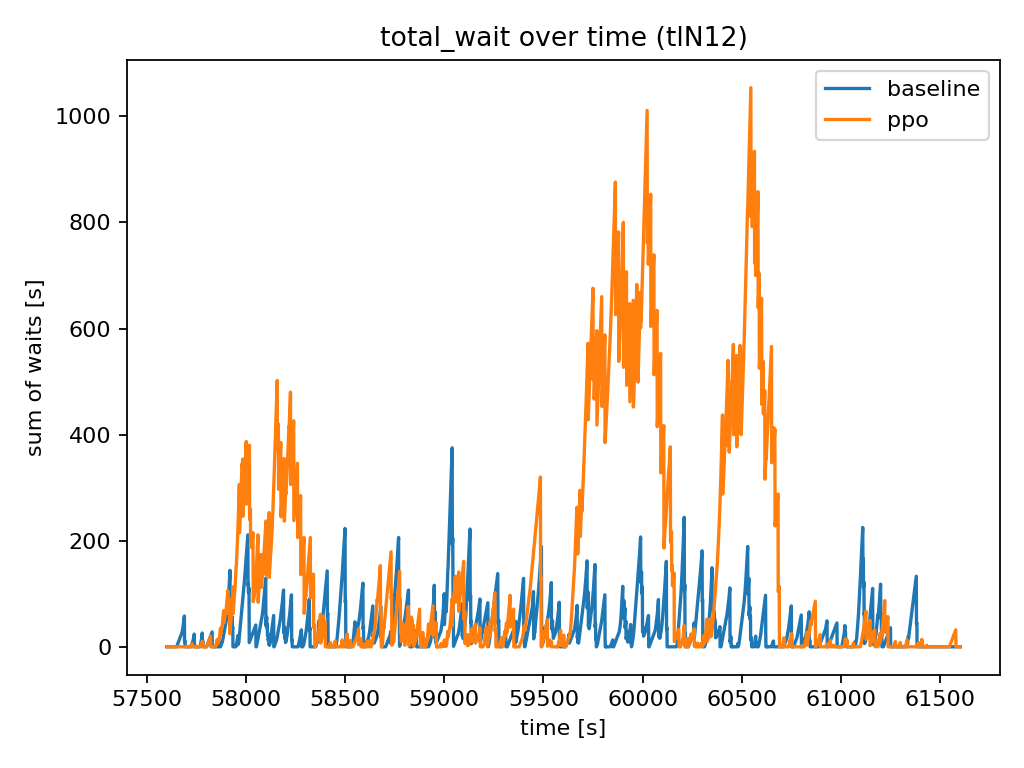 total_wait over time (tlN12)
baseline
ppo
1000
800
600
400
200
0
sum of waits [s]
57500 58000 58500 59000 59500 60000 60500 61000 61500
time [s]